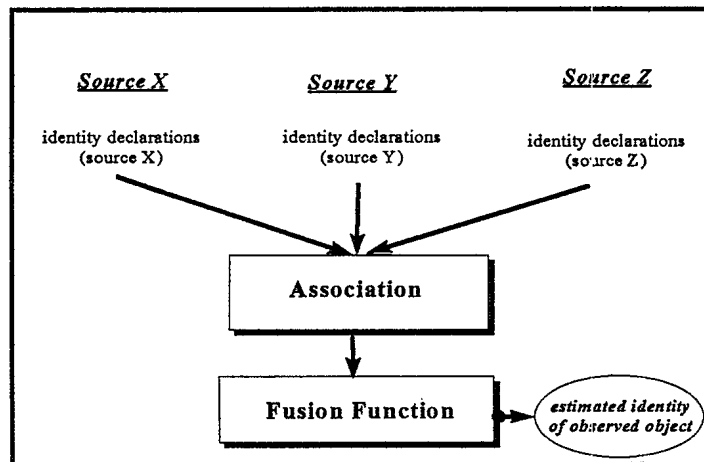 Source X
Source Y
Source Z
identity declarations
(source X)
identity declarations
(source Y)
identity declarations
(source Z)
Association
Fusion Function
estimated identity
of observed object